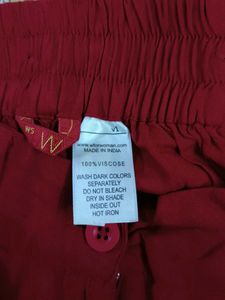 W
www.wforwoman.com
MADE IN INDIA
100% VISCOSE
WASH DARK COLORS
SEPARATELY
DO NOT BLEACH
DRY IN SHADE
INSIDE OUT
HOT IRON